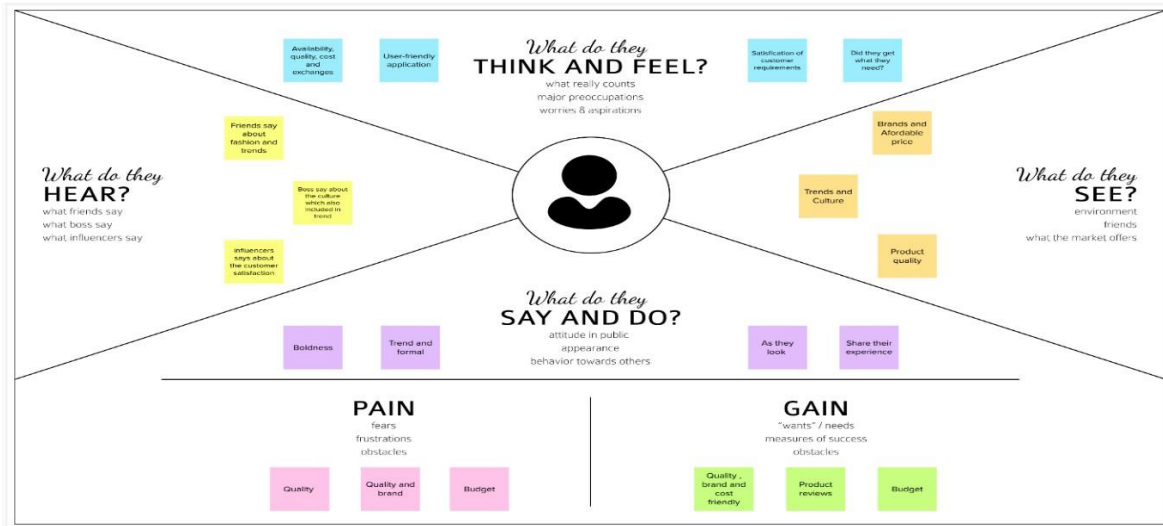 What do they
THINK AND FEEL?
what really counts
major preoccupations
worries & aspirations
Availability,
quality, cost
and
exchanges
User-friendly
application
Satisfication of
customer
requirements
Did they get
what they
need?
What do they
HEAR?
what friends say
what boss say
what influencers say
Friends say
about
fashion and
trends
Boss say about
the culture
which also
included in
trend
influencers
says about
the customer
satisfaction
Brands and
Afordable
price
Trends and
Culture
Product
quality
What do they
SEE?
environment
friends
what the market offers
What do they
SAY AND DO?
attitude in public
appearance
behavior towards others
Boldness
Trend and
formal
As they
look
Share their
experience
PAIN
fears
frustrations
obstacles
Quality
Quality and
brand
Budget
GAIN
"wants" / needs
measures of success
obstacles
Quality ,
brand and
cost
friendly
Product
reviews
Budget